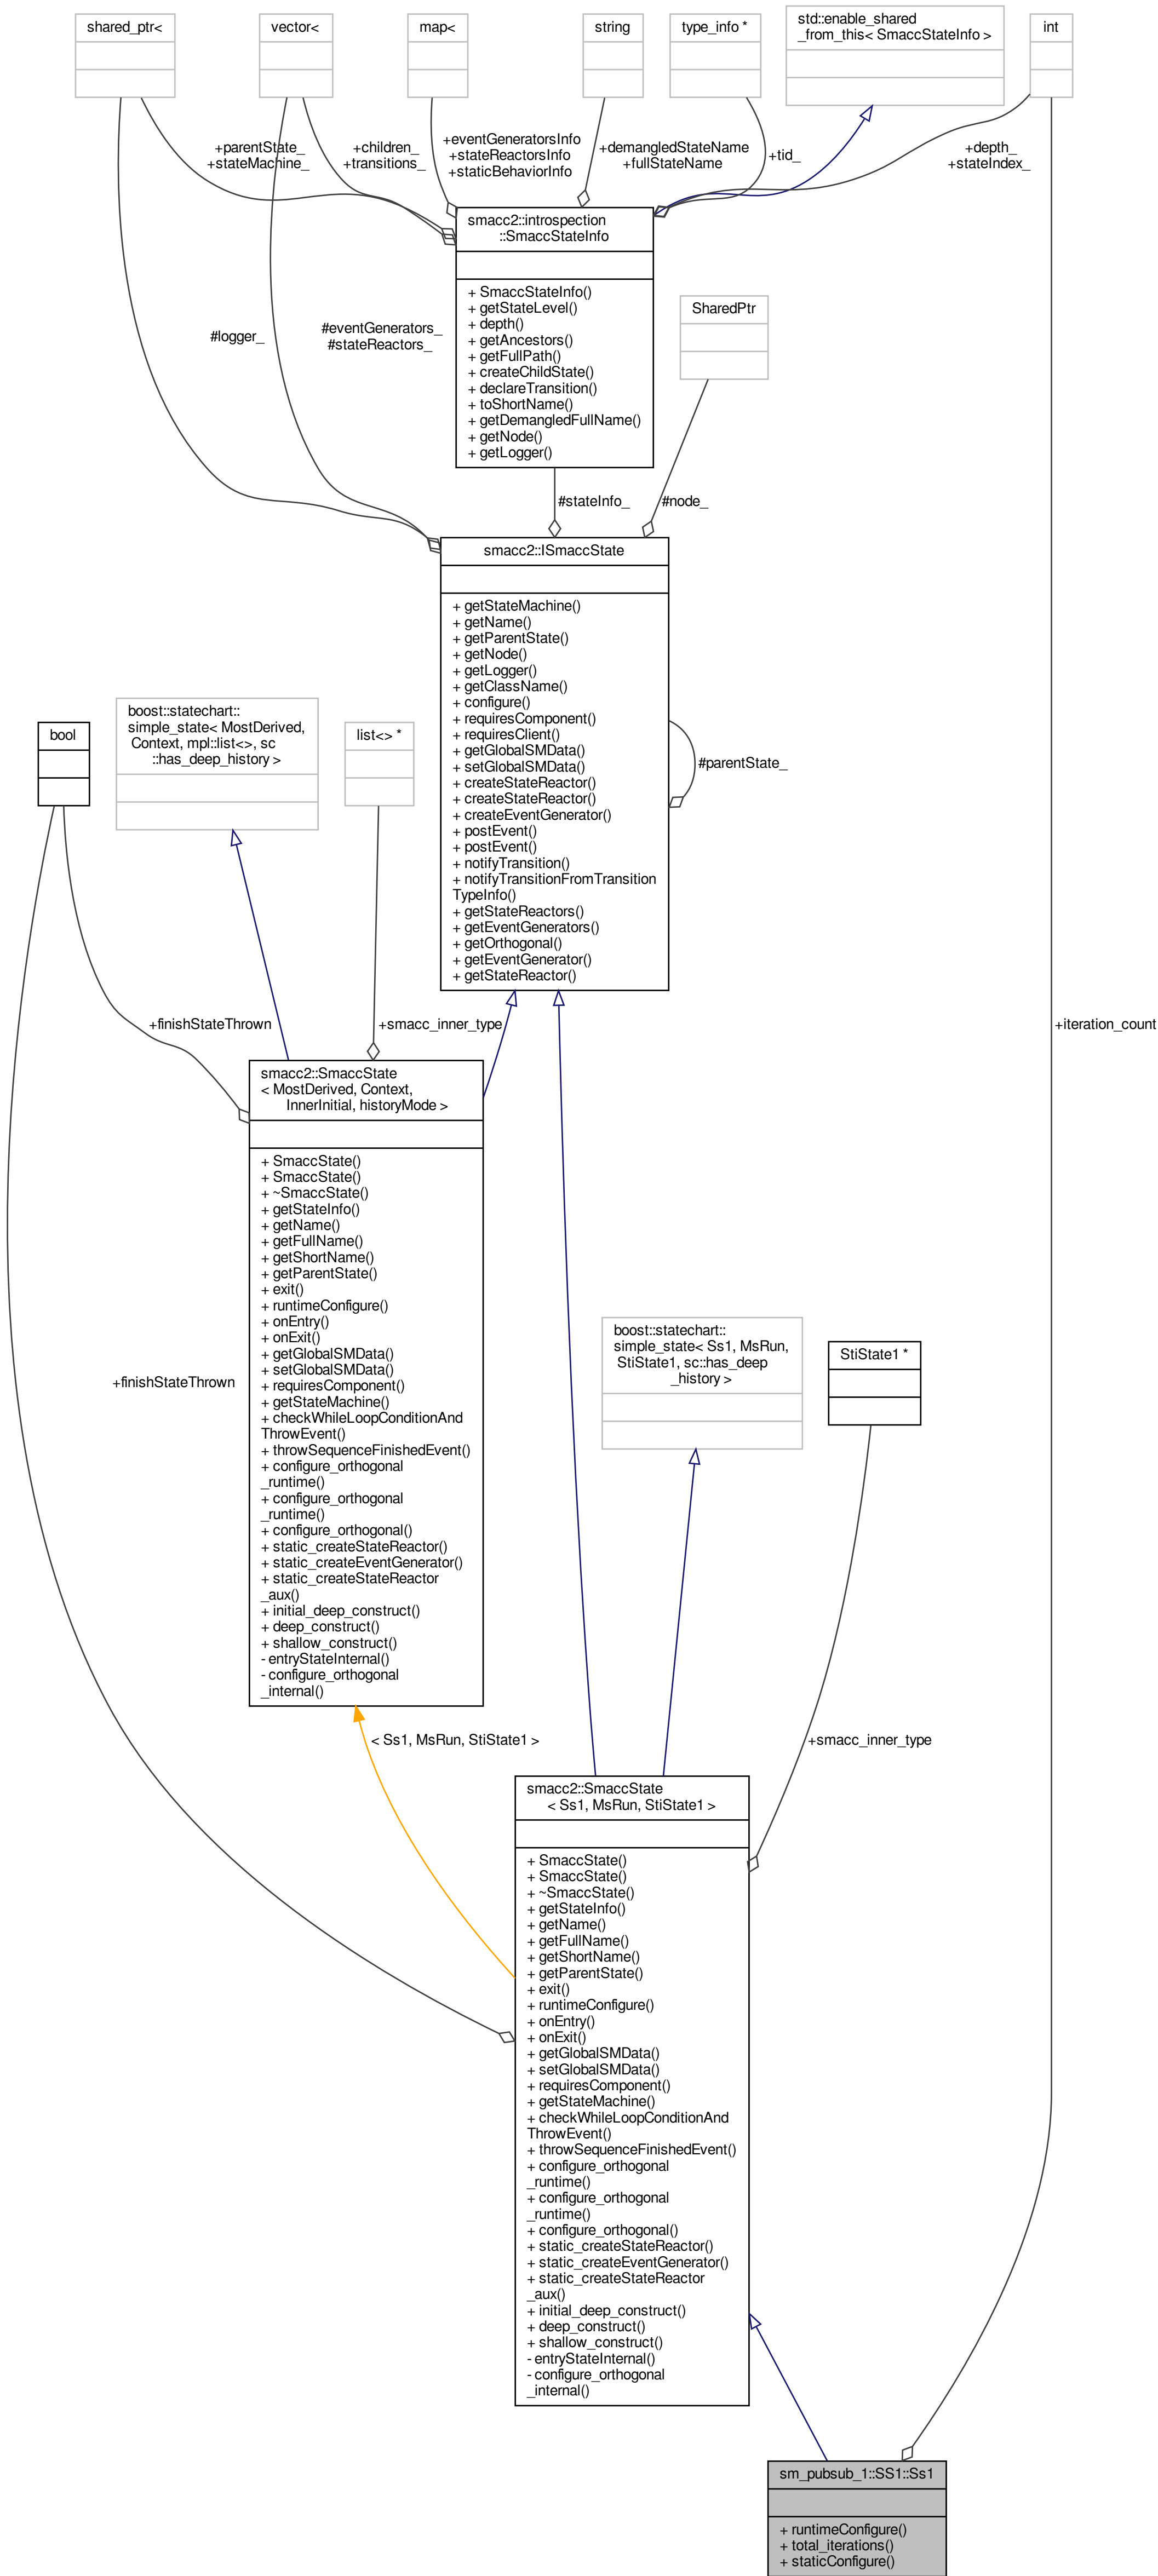 shared_ptr<
vector<
map<
string
type_info *
std::enable_shared
_from_this< SmaccStateInfo >
int
+parentState_
+stateMachine_
+children_
+transitions_
+eventGeneratorsInfo
+stateReactorsInfo
+staticBehaviorInfo
+demangledStateName
+fullStateName
+tid_
+depth_
+stateIndex_
smacc2::introspection
::SmaccStateInfo
+ SmaccStateInfo()
+ getStateLevel()
+ depth()
+ getAncestors()
+ getFullPath()
+ createChildState()
+ declareTransition()
+ toShortName()
+ getDemangledFullName()
+ getNode()
+ getLogger()
SharedPtr
#logger_
#eventGenerators_
#stateReactors_
#stateInfo_
#node_
smacc2::ISmaccState
+ getStateMachine()
+ getName()
+ getParentState()
+ getNode()
+ getLogger()
+ getClassName()
+ configure()
+ requiresComponent()
+ requiresClient()
+ getGlobalSMData()
+ setGlobalSMData()
+ createStateReactor()
+ createStateReactor()
+ createEventGenerator()
+ postEvent()
+ postEvent()
+ notifyTransition()
+ notifyTransitionFromTransition
TypeInfo()
+ getStateReactors()
+ getEventGenerators()
+ getOrthogonal()
+ getEventGenerator()
+ getStateReactor()
#parentState_
bool
boost::statechart::
simple_state< MostDerived,
Context, mpl::list<>, sc
::has_deep_history >
list<> *
+finishStateThrown
+smacc_inner_type
+iteration_count
smacc2::SmaccState
< MostDerived, Context,
InnerInitial, historyMode >
+ SmaccState()
+ SmaccState()
+ ~SmaccState()
+ getStateInfo()
+ getName()
+ getFullName()
+ getShortName()
+ getParentState()
+ exit()
+ runtimeConfigure()
+ onEntry()
+ onExit()
+ getGlobalSMData()
+ setGlobalSMData()
+ requiresComponent()
+ getStateMachine()
+ checkWhileLoopConditionAnd
ThrowEvent()
+ throwSequenceFinishedEvent()
+ configure_orthogonal
_runtime()
+ configure_orthogonal
_runtime()
+ configure_orthogonal()
+ static_createStateReactor()
+ static_createEventGenerator()
+ static_createStateReactor
_aux()
+ initial_deep_construct()
+ deep_construct()
+ shallow_construct()
- entryStateInternal()
- configure_orthogonal
_internal()
+finishStateThrown
boost::statechart::
simple_state< Ss1, MsRun,
StiState1, sc::has_deep
_history >
StiState1 *
< Ss1, MsRun, StiState1 >
+smacc_inner_type
smacc2::SmaccState
< Ss1, MsRun, StiState1 >
+ SmaccState()
+ SmaccState()
+ ~SmaccState()
+ getStateInfo()
+ getName()
+ getFullName()
+ getShortName()
+ getParentState()
+ exit()
+ runtimeConfigure()
+ onEntry()
+ onExit()
+ getGlobalSMData()
+ setGlobalSMData()
+ requiresComponent()
+ getStateMachine()
+ checkWhileLoopConditionAnd
ThrowEvent()
+ throwSequenceFinishedEvent()
+ configure_orthogonal
_runtime()
+ configure_orthogonal
_runtime()
+ configure_orthogonal()
+ static_createStateReactor()
+ static_createEventGenerator()
+ static_createStateReactor
_aux()
+ initial_deep_construct()
+ deep_construct()
+ shallow_construct()
- entryStateInternal()
- configure_orthogonal
_internal()
sm_pubsub_1::SS1::Ss1
+ runtimeConfigure()
+ total_iterations()
+ staticConfigure()